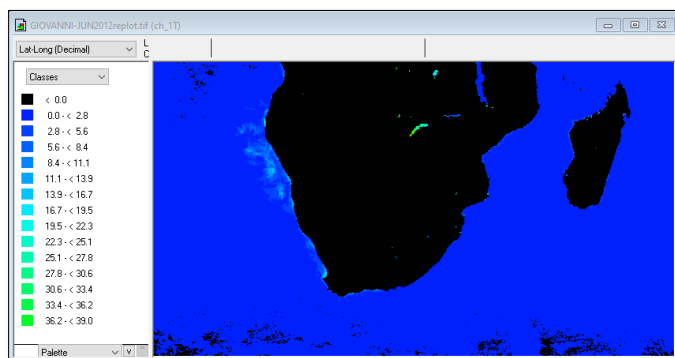 GIOVANNI-JUN2012replot.tif (ch_1T)
Lat-Long (Decimal)
L
C
Classes
< 0.0
0.0 - < 2.8
2.8 - < 5.6
5.6 - < 8.4
8.4 - < 11.1
11.1 - < 13.9
13.9 - < 16.7
16.7 - < 19.5
19.5 - < 22.3
22.3 - < 25.1
25.1 - < 27.8
27.8 - < 30.6
30.6 - < 33.4
33.4 - < 36.2
36.2 - < 39.0
Palette
Y